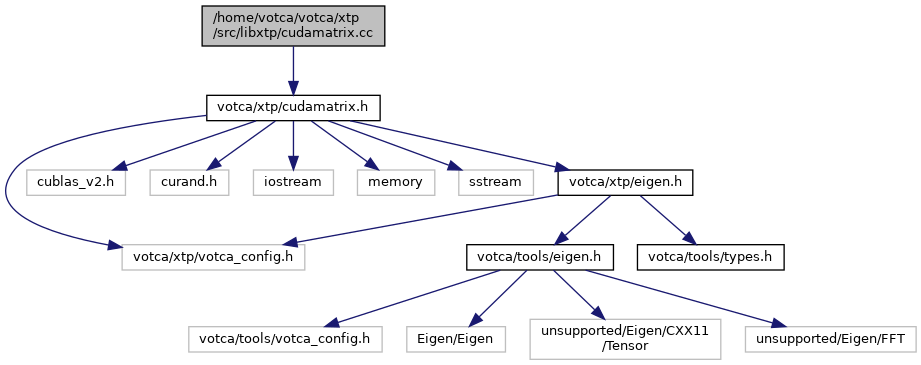 /home/votca/votca/xtp
/src/libxtp/cudamatrix.cc
votca/xtp/cudamatrix.h
cublas_v2.h
curand.h
iostream
memory
sstream
votca/xtp/eigen.h
votca/xtp/votca_config.h
votca/tools/eigen.h
votca/tools/types.h
votca/tools/votca_config.h
Eigen/Eigen
unsupported/Eigen/CXX11
/Tensor
unsupported/Eigen/FFT